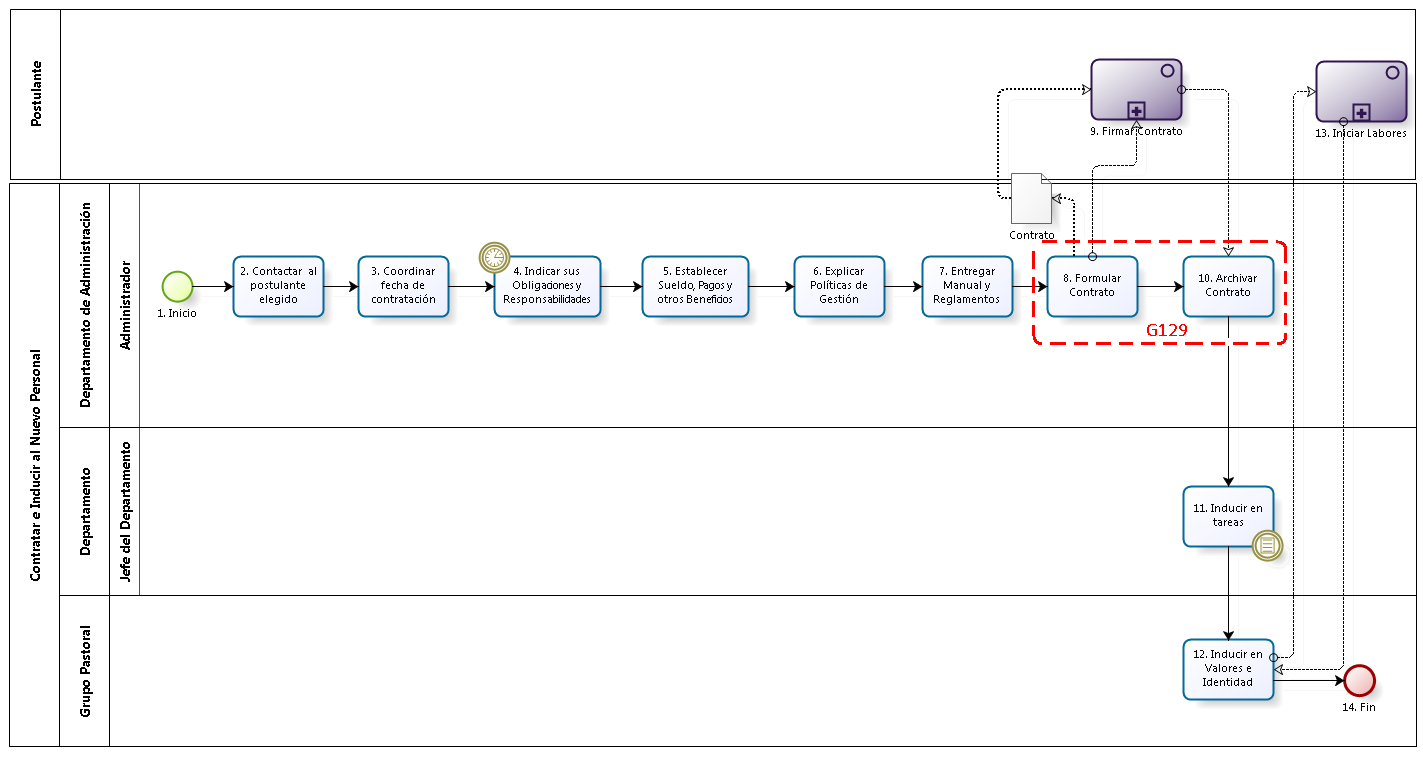 Postulante
9. Firmar Contrato
13. Iniciar Labores
Contratar e Inducir al Nuevo Personal
Departamento de Administración
Administrador
Contrato
1. Inicio
2. Contactar al
postulante
elegido
3. Coordinar
fecha de
contratación
4. Indicar sus
Obligaciones y
Responsabilidades
5. Establecer
Sueldo, Pagos y
otros Beneficios
6. Explicar
Políticas de
Gestión
7. Entregar
Manual y
Reglamentos
8. Formular
Contrato
10. Archivar
Contrato
G129
Departamento
Jefe del Departamento
11. Inducir en
tareas
Grupo Pastoral
12. Inducir en
Valores e
Identidad
14. Fin